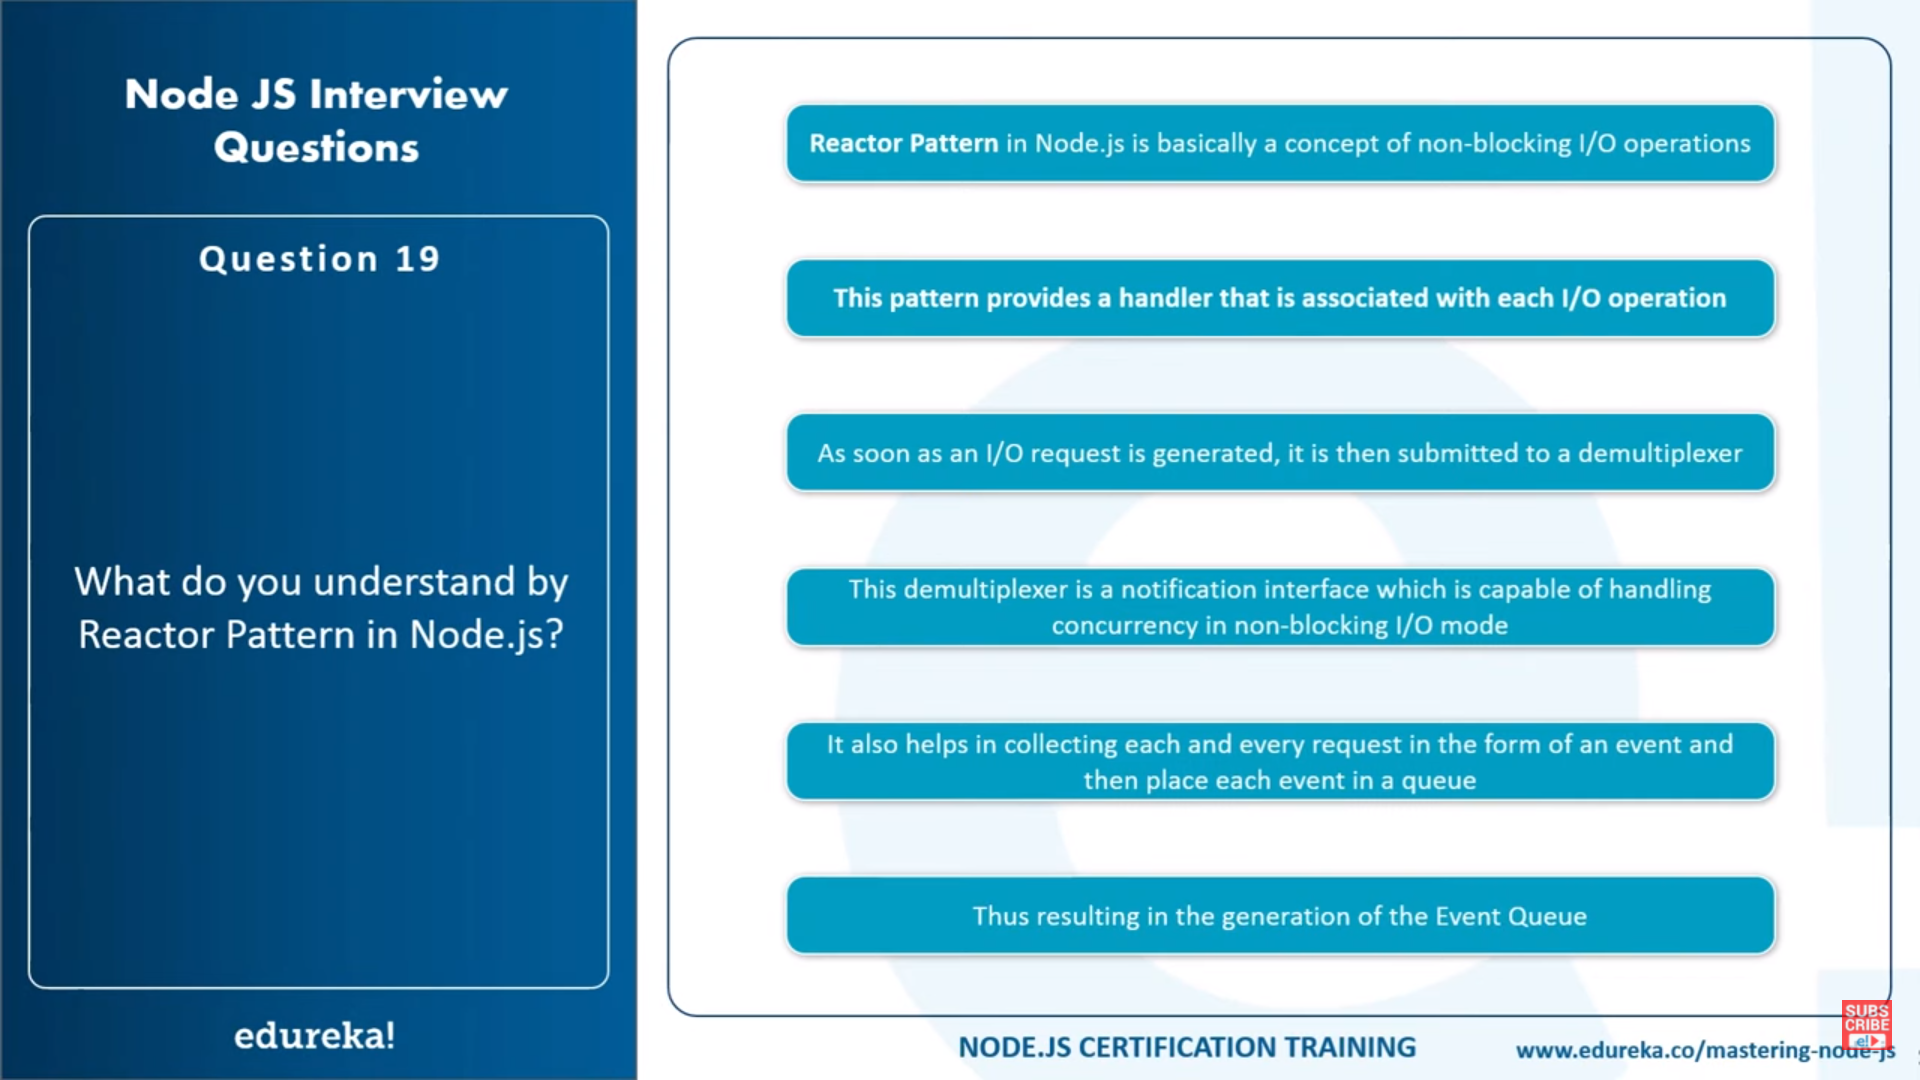 Node JS Interview
Questions
Question 19
What do you understand by
Reactor Pattern in Node.js?
edureka!
Reactor Pattern in Node.js is basically a concept of non-blocking I/O operations
This pattern provides a handler that is associated with each I/O operation
As soon as an I/O request is generated, it is then submitted to a demultiplexer
This demultiplexer is a notification interface which is capable of handling
concurrency in non-blocking I/O mode
It also helps in collecting each and every request in the form of an event and
then place each event in a queue
Thus resulting in the generation of the Event Queue
NODE.JS CERTIFICATION TRAINING
www.edureka.co/mastering-node-js
SUBS
CRIBE
e!